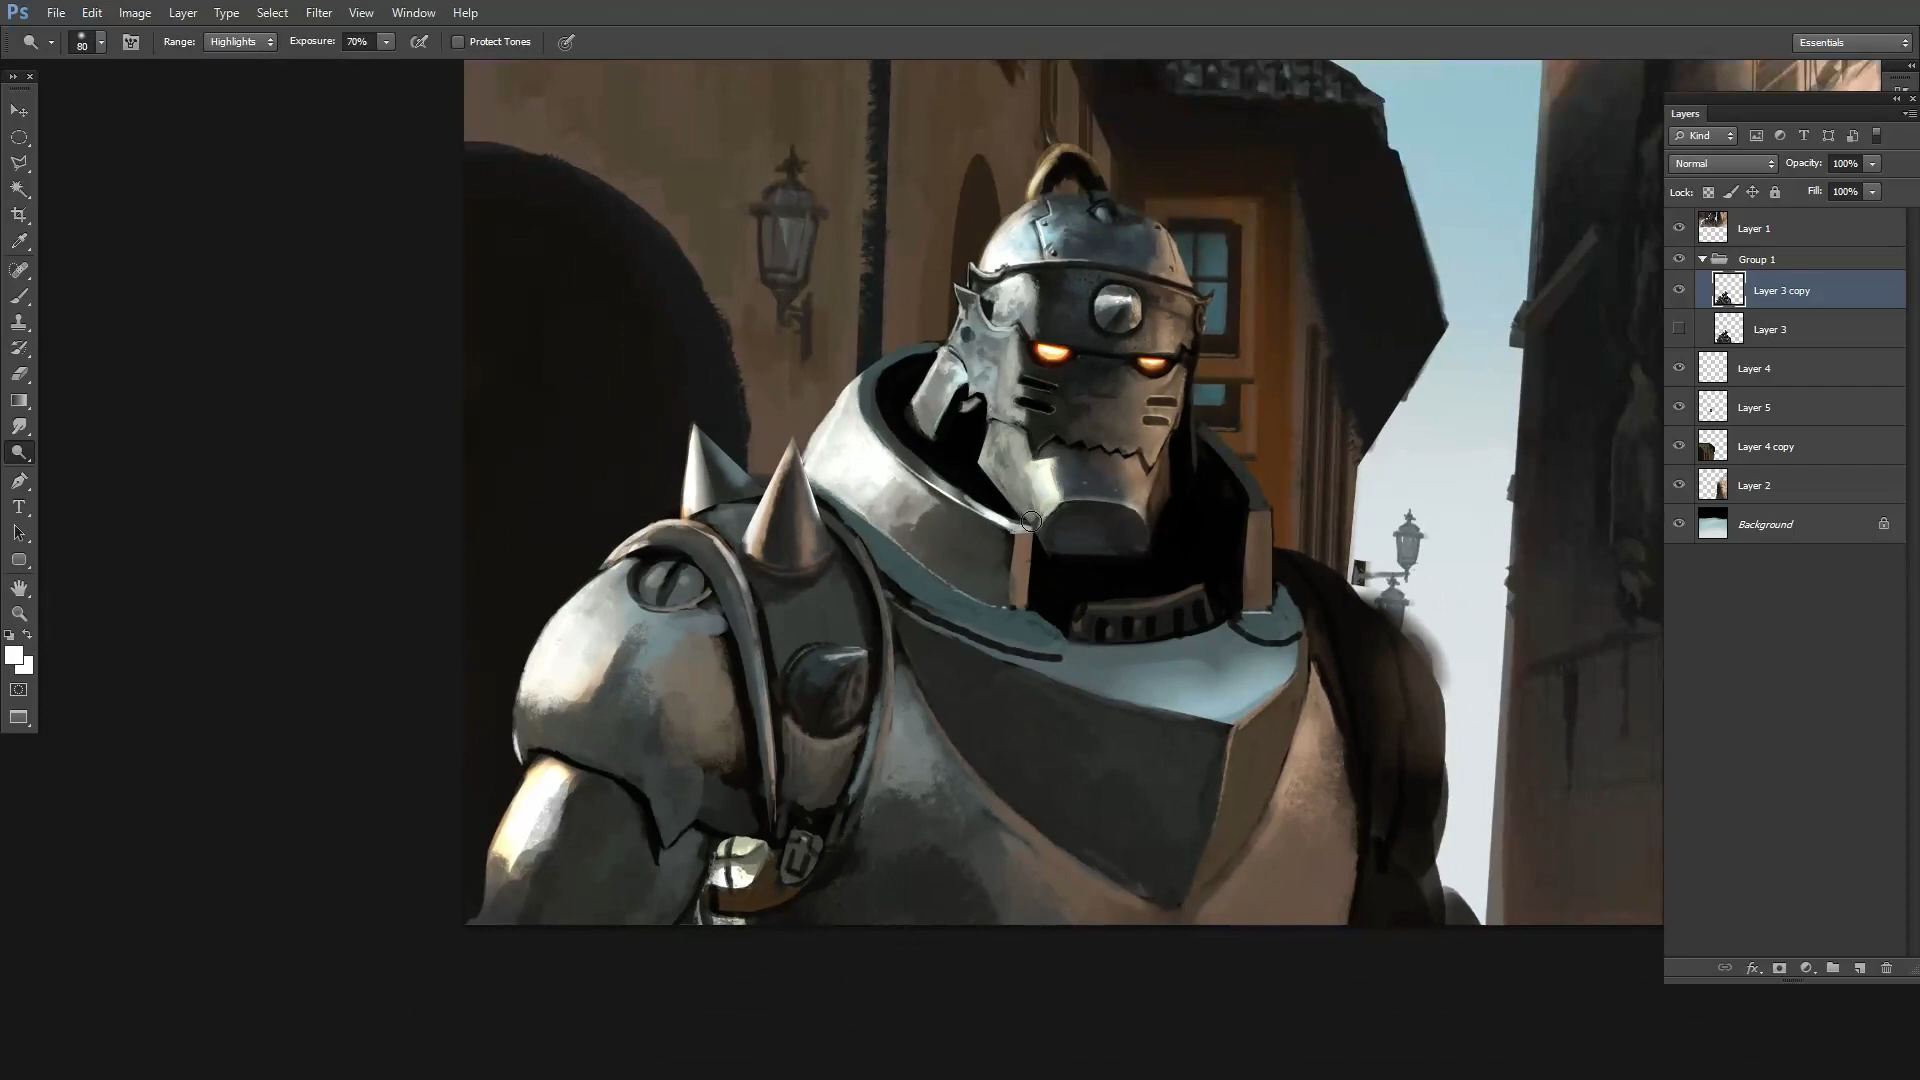 Ps File Edit Image Layer Type Select Filter View Window Help
80 Range: Highlights Exposure: 70% Protect Tones Essentials
Layers
Kind
Normal Opacity: 100%
Lock: Fill: 100%
Layer 1
Group 1
Layer 3 copy
Layer 3
Layer 4
Layer 5
Layer 4 copy
Layer 2
Background